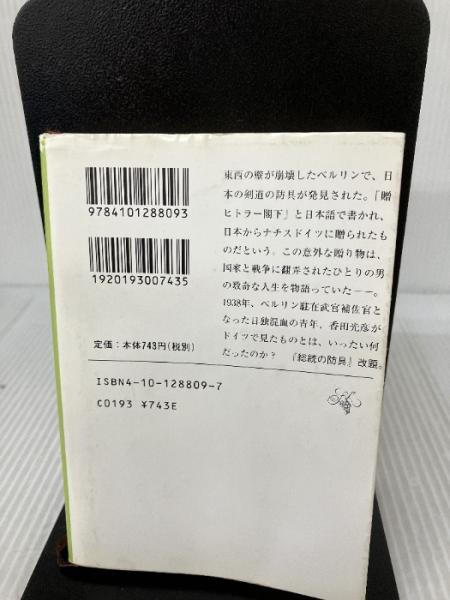 9784101288093
1920193007435
定価:本体743円(税別)
ISBN4-10-128809-7
C0193 ¥743E
東西の壁が崩壊したベルリンで、日
本の剣道の防具が発見された。「贈
ヒトラー閣下」と日本語で書かれ、
日本からナチスドイツに贈られたも
のだという。この意外な贈り物は、
国家と戦争に翻弄されたひとりの男
の数奇な人生を物語っていた――。
1938年、ベルリン駐在武官補佐官と
なった日独混血の青年、香田光彦が
ドイツで見たものとは、いったい何
だったのか? 『総統の防具』改題。